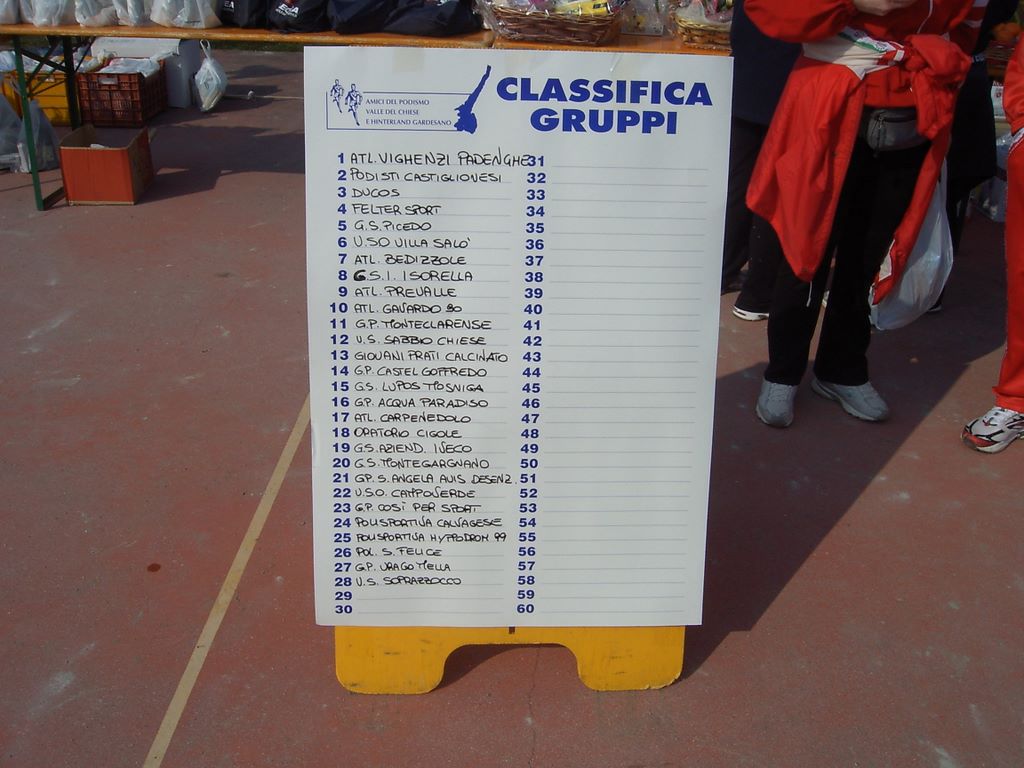 AMICI DEL PODISMO
VALLE DEL CHIESE
E HINTERLAND GARDESANO
CLASSIFICA
GRUPPI
1 ATL. VIGHENZI PADENGHE
2 PODISTI CASTIGLIONESI
3 DUCOS
4 FELTER SPORT
5 G.S. PICEDO
6 U.S.O VILLA SALO'
7 ATL. BEDIZZOLE
8 G.S.I. ISORELLA
9 ATL. PREVALLE
10 ATL. GAVARDO 90
11 G.P. MONTECLARENSE
12 U.S. SABBIO CHIESE
13 GIOVANI PRATI CALCINATO
14 G.P. CASTEL GOFFREDO
15 G.S. LUPOS MOSNIGA
16 G.P. ACQUA PARADISO
17 ATL. CARPENEDOLO
18 ORATORIO CIGOLE
19 G.S. AZIEND. IVECO
20 G.S. MONTEGARGNANO
21 GP. S. ANGELA AVIS DESENZ.
22 U.S.O. CAMPOVERDE
23 G.P. COSÌ PER SPORT
24 POLISPORTIVA CALVAGESE
25 POLISPORTIVA HYPPODROM 99
26 POL. S. FELICE
27 G.P. URAGO MELLA
28 U.S. SOPRAZZOCCO
29
30
31
32
33
34
35
36
37
38
39
40
41
42
43
44
45
46
47
48
49
50
51
52
53
54
55
56
57
58
59
60